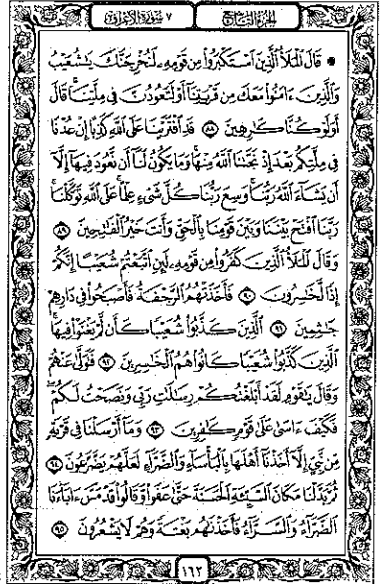 الجزء التاسع ٧ سورة الأعراف
۞ قَالَ ٱلْمَلَأُ ٱلَّذِينَ ٱسْتَكْبَرُوا۟ مِن قَوْمِهِۦ لَنُخْرِجَنَّكَ يَٰشُعَيْبُ
وَٱلَّذِينَ ءَامَنُوا۟ مَعَكَ مِن قَرْيَتِنَآ أَوْ لَتَعُودُنَّ فِى مِلَّتِنَا ۚ قَالَ
أَوَلَوْ كُنَّا كَٰرِهِينَ ٨٨ قَدِ ٱفْتَرَيْنَا عَلَى ٱللَّهِ كَذِبًا إِنْ عُدْنَا
فِى مِلَّتِكُم بَعْدَ إِذْ نَجَّىٰنَا ٱللَّهُ مِنْهَا ۚ وَمَا يَكُونُ لَنَآ أَن نَّعُودَ فِيهَآ إِلَّآ
أَن يَشَآءَ ٱللَّهُ رَبُّنَا ۚ وَسِعَ رَبُّنَا كُلَّ شَىْءٍ عِلْمًا ۚ عَلَى ٱللَّهِ تَوَكَّلْنَا ۚ
رَبَّنَا ٱفْتَحْ بَيْنَنَا وَبَيْنَ قَوْمِنَا بِٱلْحَقِّ وَأَنتَ خَيْرُ ٱلْفَٰتِحِينَ ٨٩
وَقَالَ ٱلْمَلَأُ ٱلَّذِينَ كَفَرُوا۟ مِن قَوْمِهِۦ لَئِنِ ٱتَّبَعْتُمْ شُعَيْبًا إِنَّكُمْ
إِذًا لَّخَٰسِرُونَ ٩٠ فَأَخَذَتْهُمُ ٱلرَّجْفَةُ فَأَصْبَحُوا۟ فِى دَارِهِمْ
جَٰثِمِينَ ٩١ ٱلَّذِينَ كَذَّبُوا۟ شُعَيْبًا كَأَن لَّمْ يَغْنَوْا۟ فِيهَا ۚ
ٱلَّذِينَ كَذَّبُوا۟ شُعَيْبًا كَانُوا۟ هُمُ ٱلْخَٰسِرِينَ ٩٢ فَتَوَلَّىٰ عَنْهُمْ
وَقَالَ يَٰقَوْمِ لَقَدْ أَبْلَغْتُكُمْ رِسَٰلَٰتِ رَبِّى وَنَصَحْتُ لَكُمْ ۖ
فَكَيْفَ ءَاسَىٰ عَلَىٰ قَوْمٍ كَٰفِرِينَ ٩٣ وَمَآ أَرْسَلْنَا فِى قَرْيَةٍ
مِّن نَّبِىٍّ إِلَّآ أَخَذْنَآ أَهْلَهَا بِٱلْبَأْسَآءِ وَٱلضَّرَّآءِ لَعَلَّهُمْ يَضَّرَّعُونَ ٩٤
ثُمَّ بَدَّلْنَا مَكَانَ ٱلسَّيِّئَةِ ٱلْحَسَنَةَ حَتَّىٰ عَفَوا۟ وَّقَالُوا۟ قَدْ مَسَّ ءَابَآءَنَا
ٱلضَّرَّآءُ وَٱلسَّرَّآءُ فَأَخَذْنَٰهُم بَغْتَةً وَهُمْ لَا يَشْعُرُونَ ٩٥
١٦٢